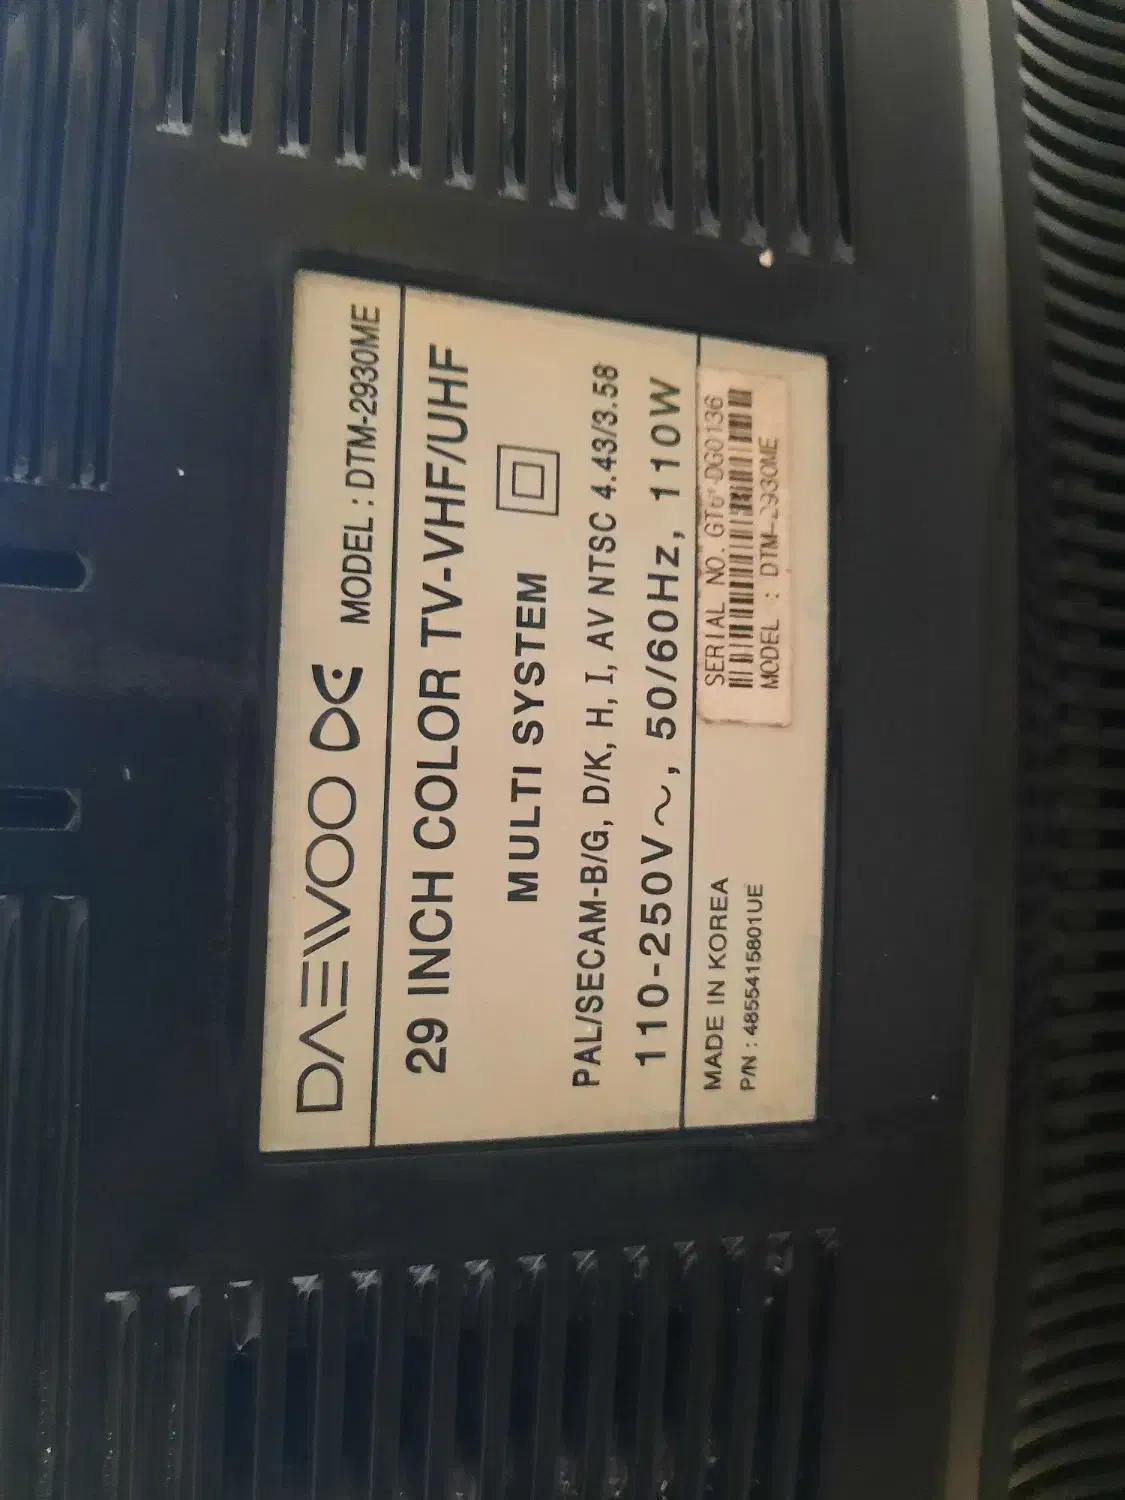 DAEWOO DE MODEL : DTM-2930ME
29 INCH COLOR TV-VHF/UHF
MULTI SYSTEM
PAL/SECAM-B/G, D/K, H, I, AV NTSC 4.43/3.58
110-250V~, 50/60Hz, 110W
MADE IN KOREA
P/N : 4855415801UE
SERIAL NO.
MODEL : DTM-2930ME